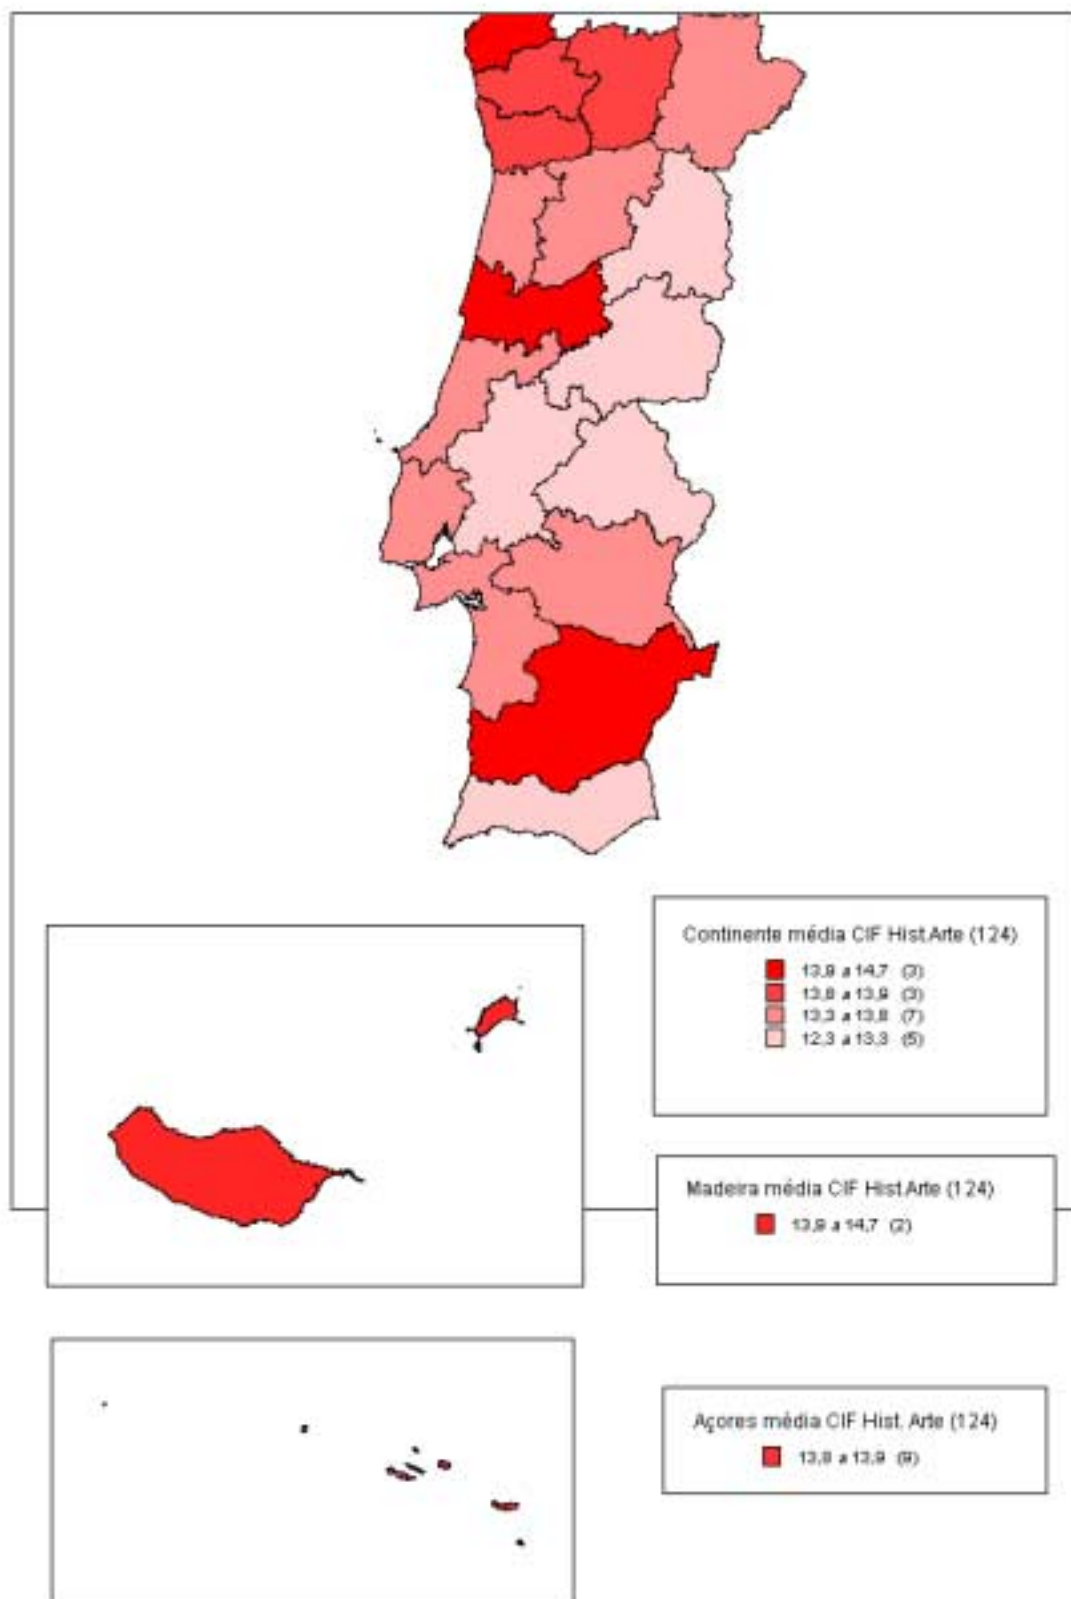 Continente média CIF Hist.Arte (124)
13,9 a 14,7 (3)
13,8 a 13,9 (3)
13,3 a 13,8 (7)
12,3 a 13,3 (5)
Madeira média CIF Hist.Arte (124)
13,9 a 14,7 (2)
Açores média CIF Hist. Arte (124)
13,8 a 13,9 (9)